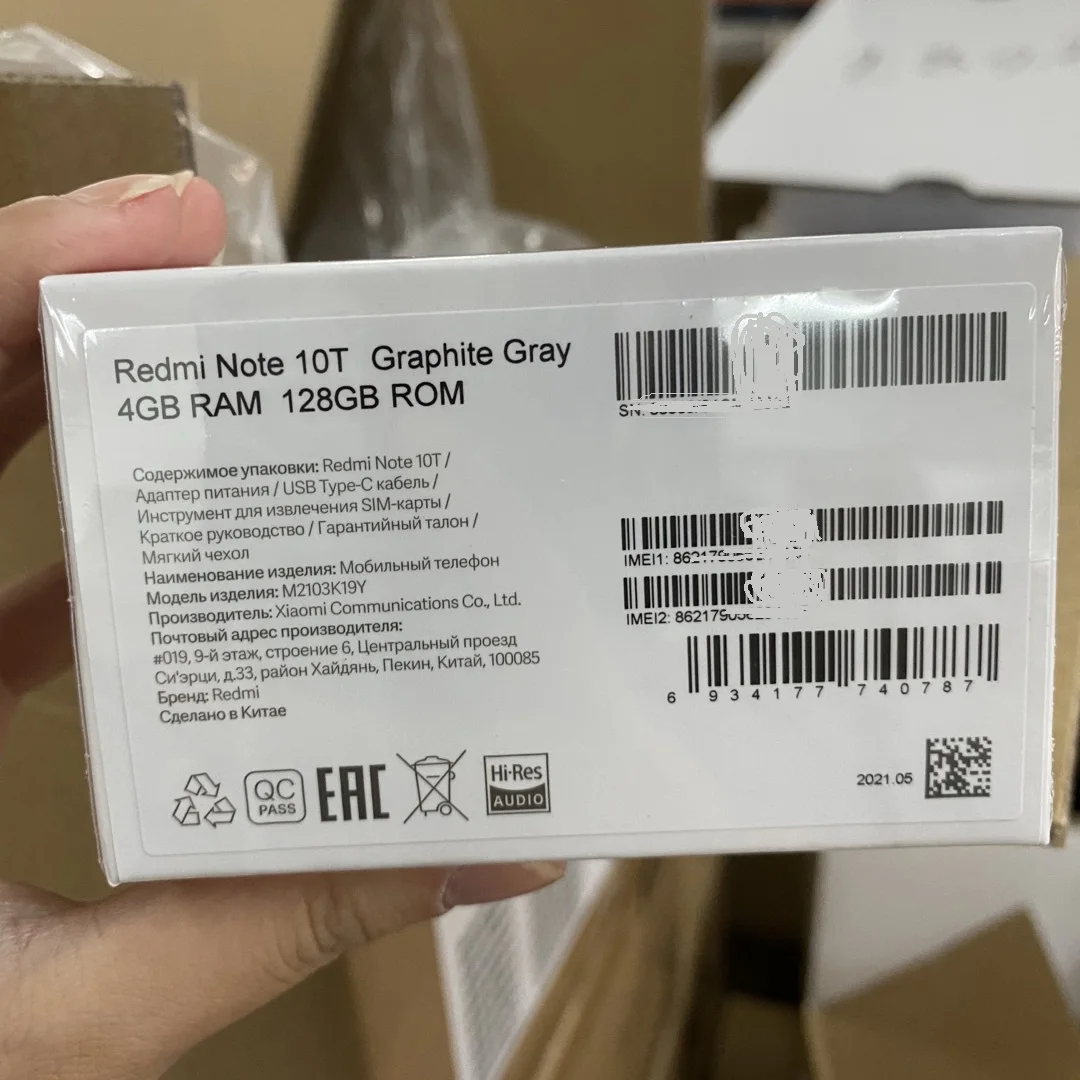 Redmi Note 10T Graphite Gray
4GB RAM 128GB ROM
Содержимое упаковки: Redmi Note 10T /
Адаптер питания / USB Type-C кабель /
Инструмент для извлечения SIM-карты /
Краткое руководство / Гарантийный талон /
Мягкий чехол
Наименование изделия: Мобильный телефон
Модель изделия: M2103K19Y
Производитель: Xiaomi Communications Co., Ltd.
Почтовый адрес производителя:
#019, 9-й этаж, строение 6, Центральный проезд
Си'эрци, д.33, район Хайдянь, Пекин, Китай, 100085
Бренд: Redmi
Сделано в Китае
QC
PASS
EAC
Hi-Res
AUDIO
SN:
IMEI1:
IMEI2:
6 934177 740787
2021.05